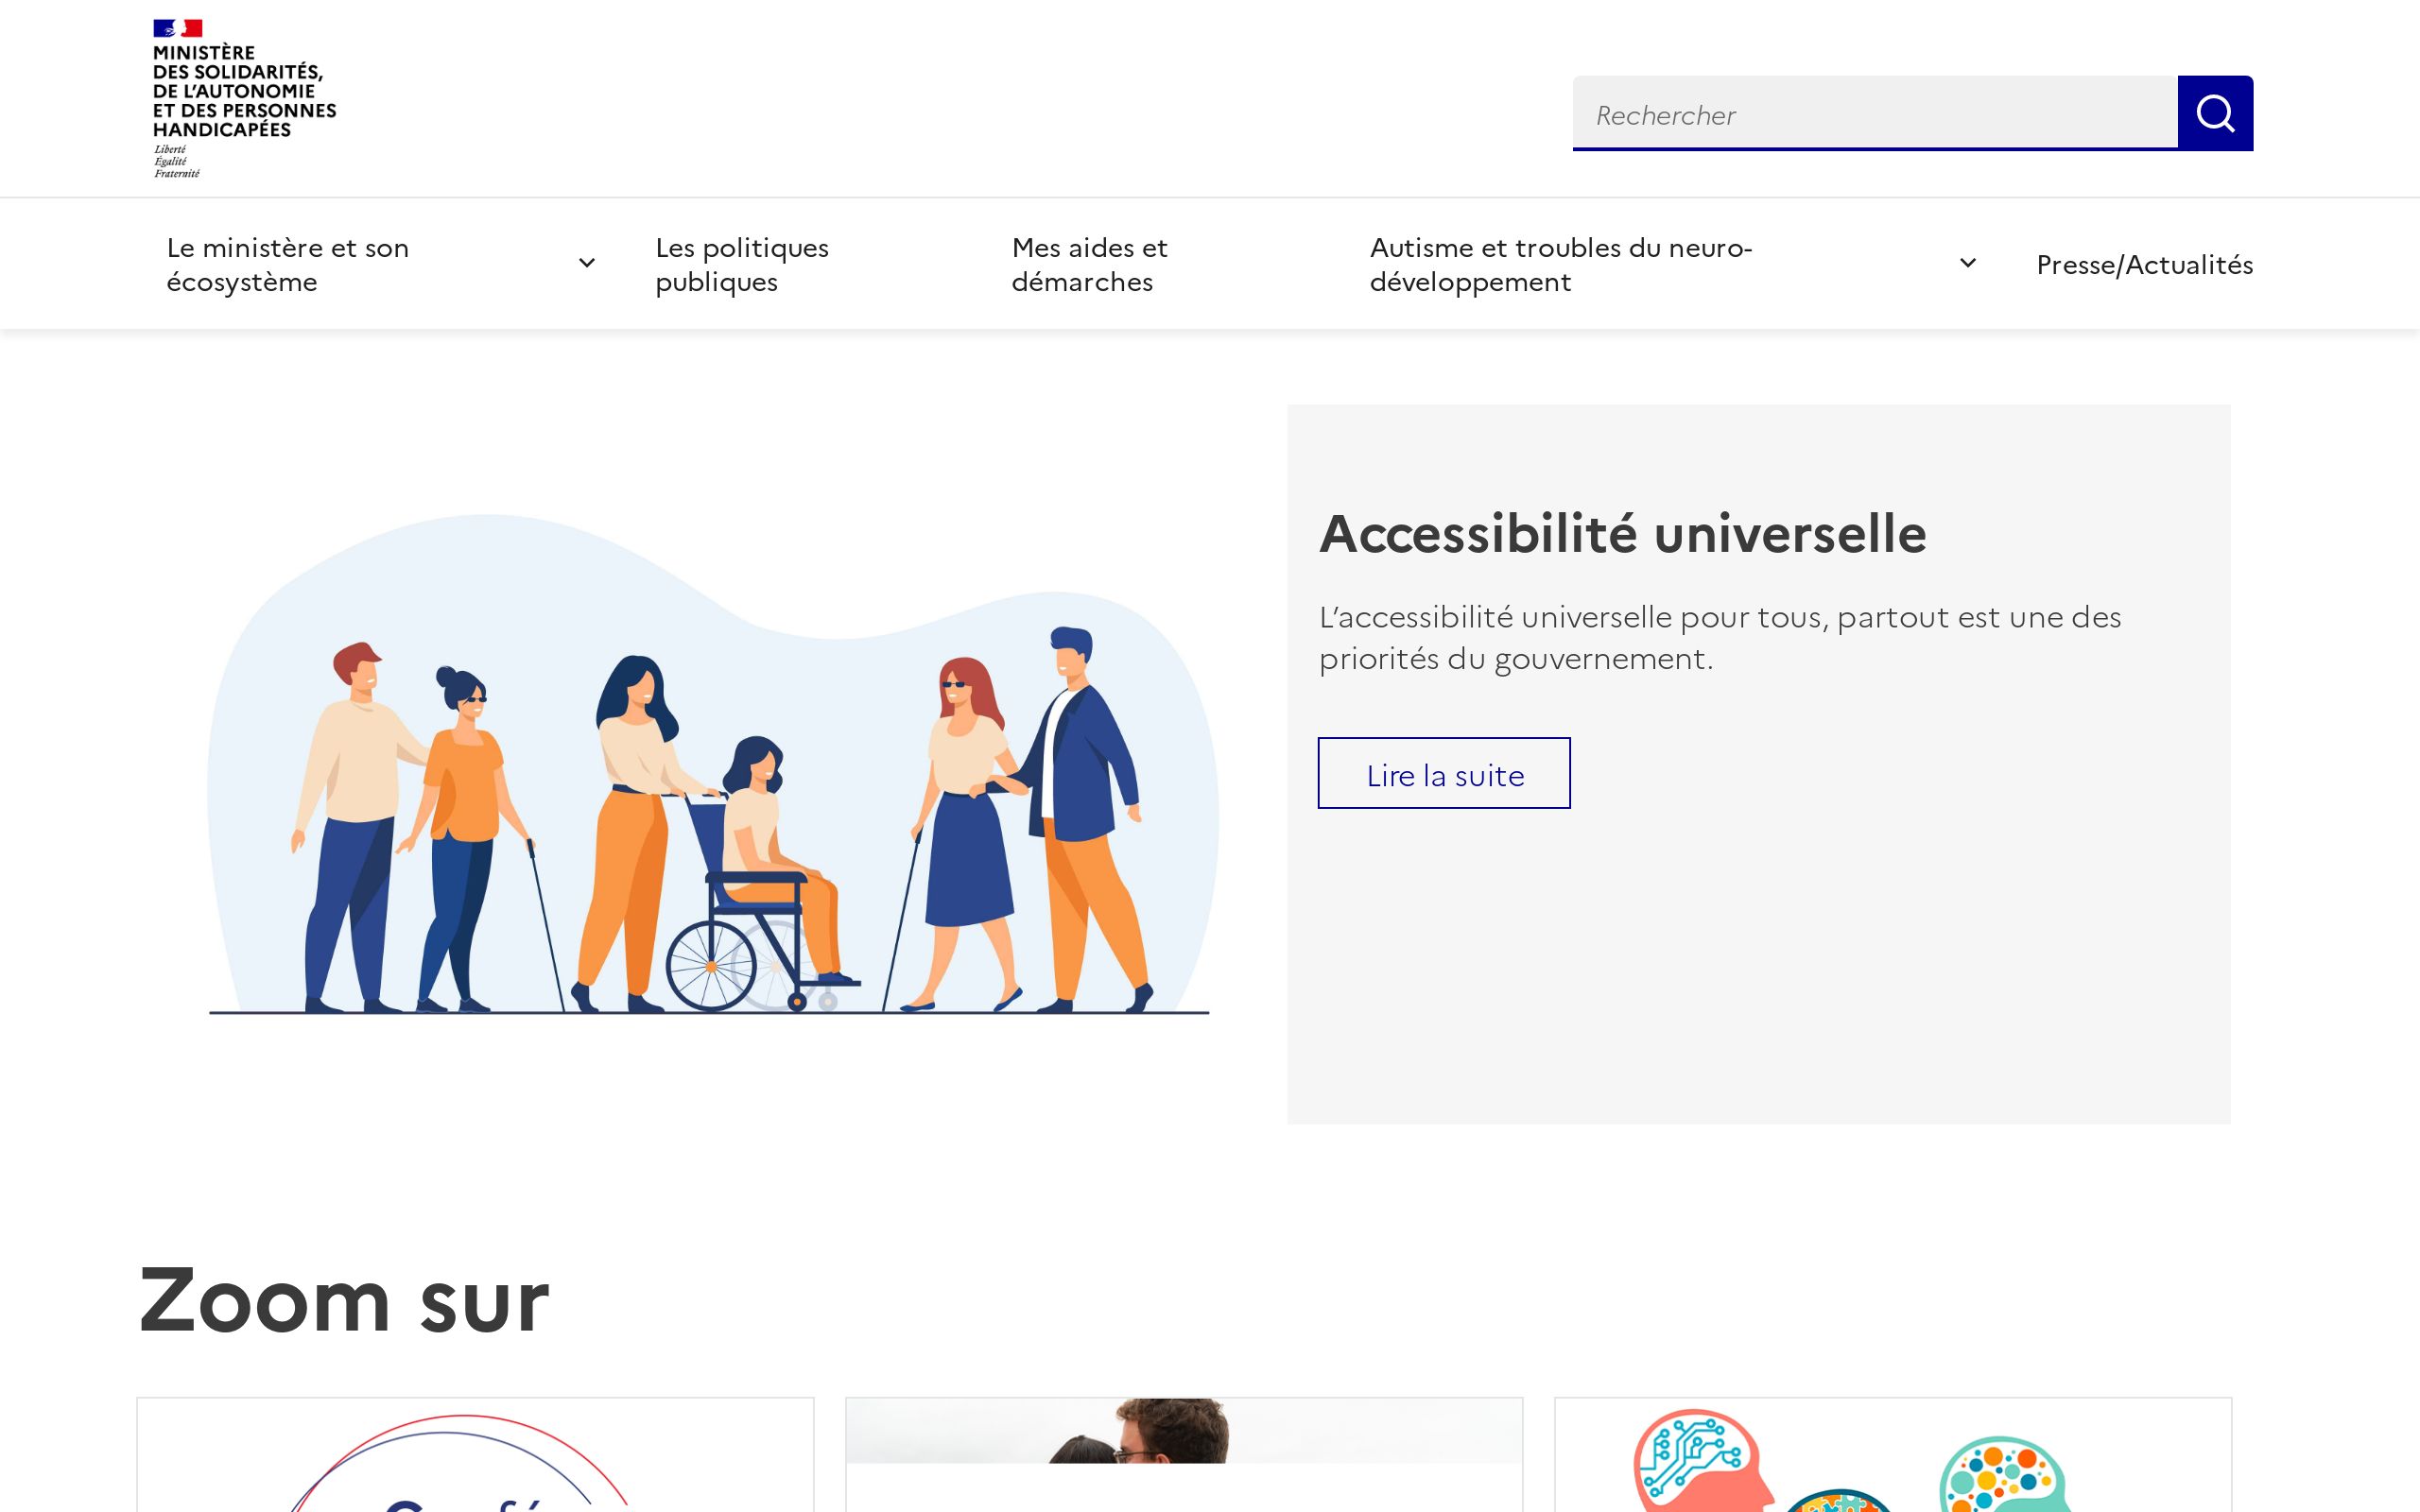 MINISTÈRE
DES SOLIDARITÉS,
DE L'AUTONOMIE
ET DES PERSONNES
HANDICAPÉES
Liberté
Égalité
Fraternité
Rechercher
Le ministère et son
écosystème
Les politiques
publiques
Mes aides et
démarches
Autisme et troubles du neuro-
développement
Presse/Actualités
Accessibilité universelle
L’accessibilité universelle pour tous, partout est une des
priorités du gouvernement.
Lire la suite
Zoom sur